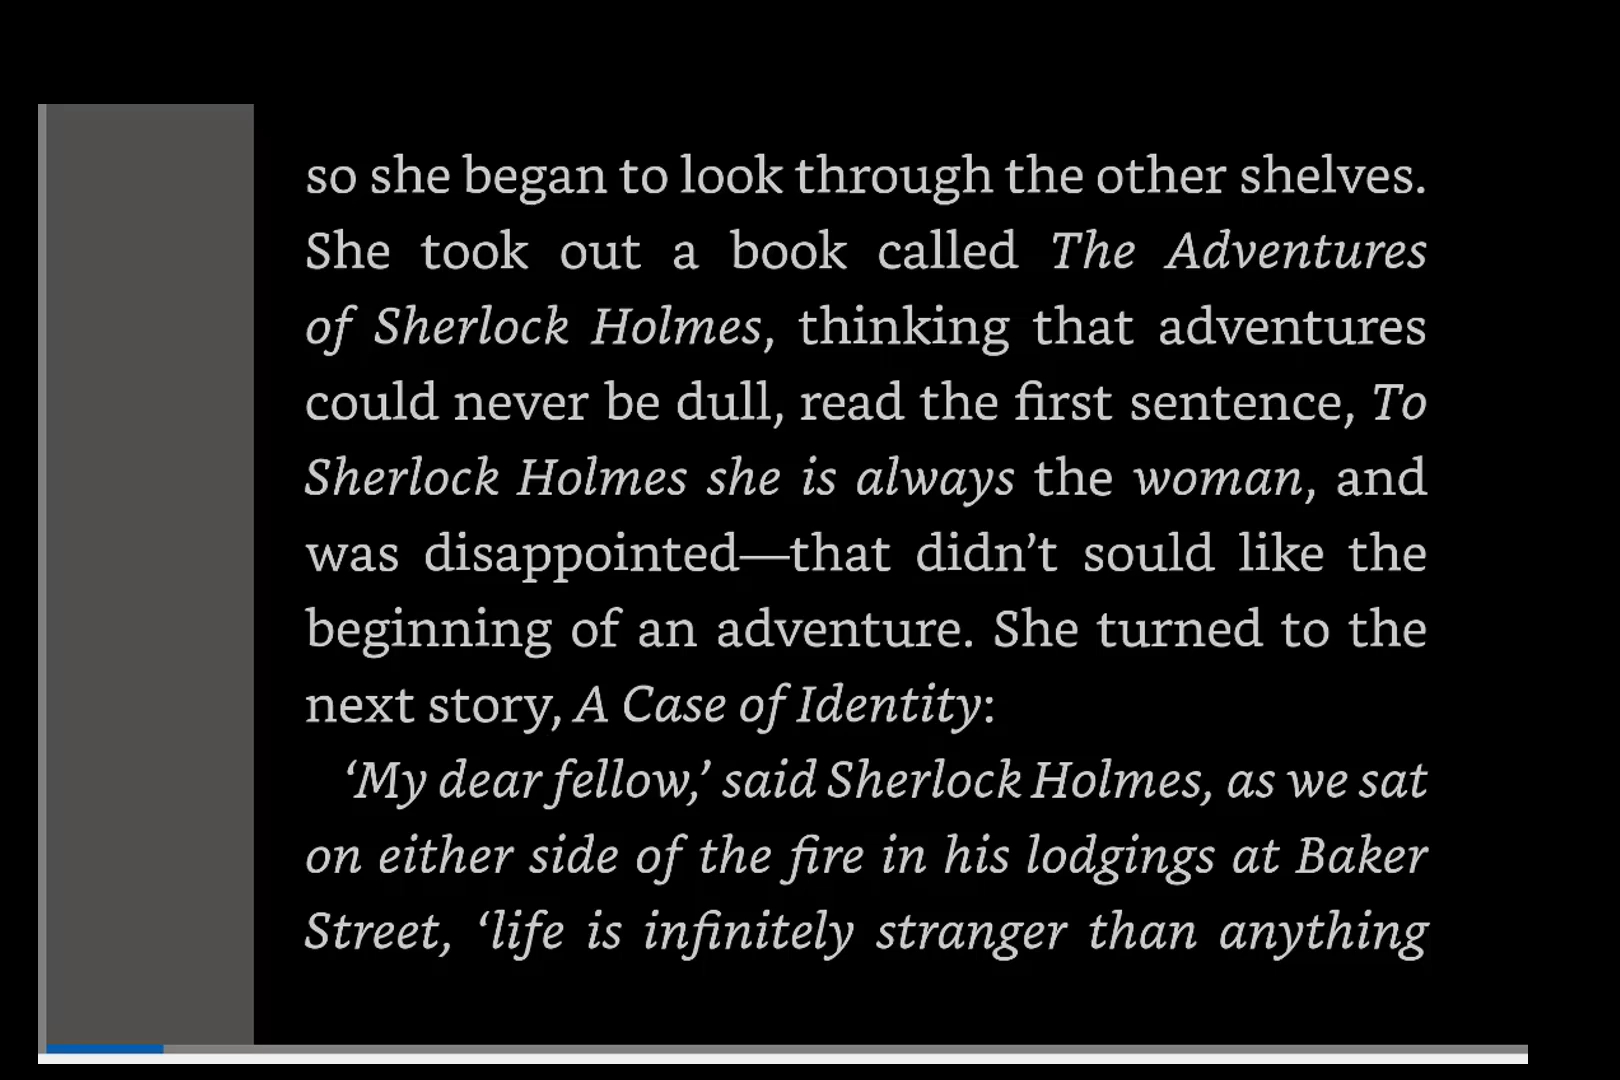 so she began to look through the other shelves.
She took out a book called The Adventures
of Sherlock Holmes, thinking that adventures
could never be dull, read the first sentence, To
Sherlock Holmes she is always the woman, and
was disappointed—that didn’t sould like the
beginning of an adventure. She turned to the
next story, A Case of Identity:
‘My dear fellow,’ said Sherlock Holmes, as we sat
on either side of the fire in his lodgings at Baker
Street, ‘life is infinitely stranger than anything